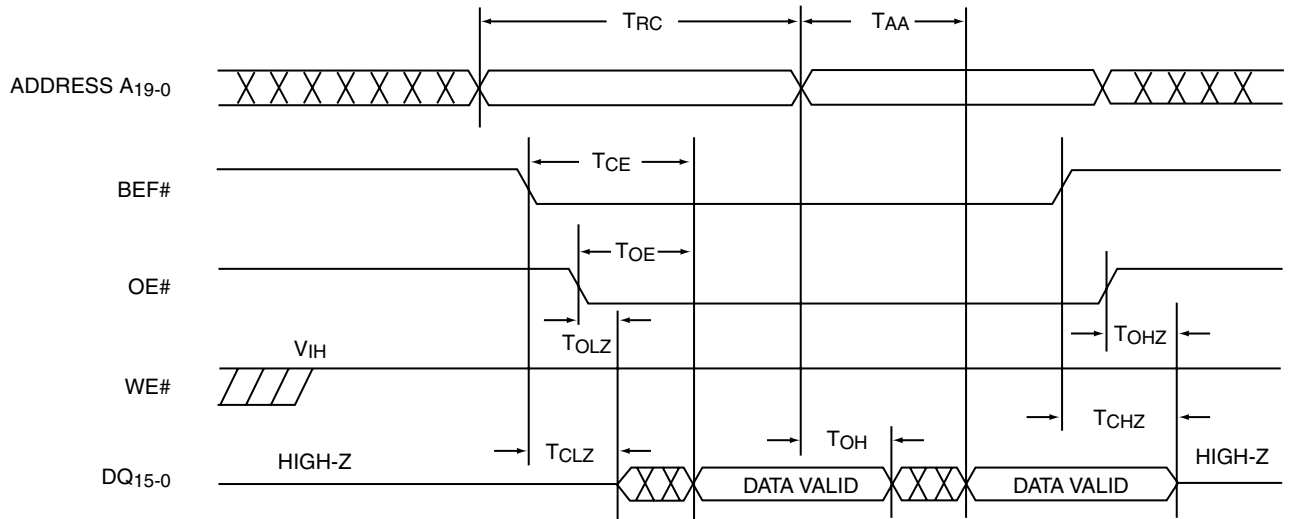 TRC
TAA
ADDRESS A19-0
TCE
BEF#
TOE
OE#
TOLZ
TOHZ
VIH
WE#
TCHZ
TCLZ
TOH
HIGH-Z
HIGH-Z
DQ15-0
DATA VALID
DATA VALID